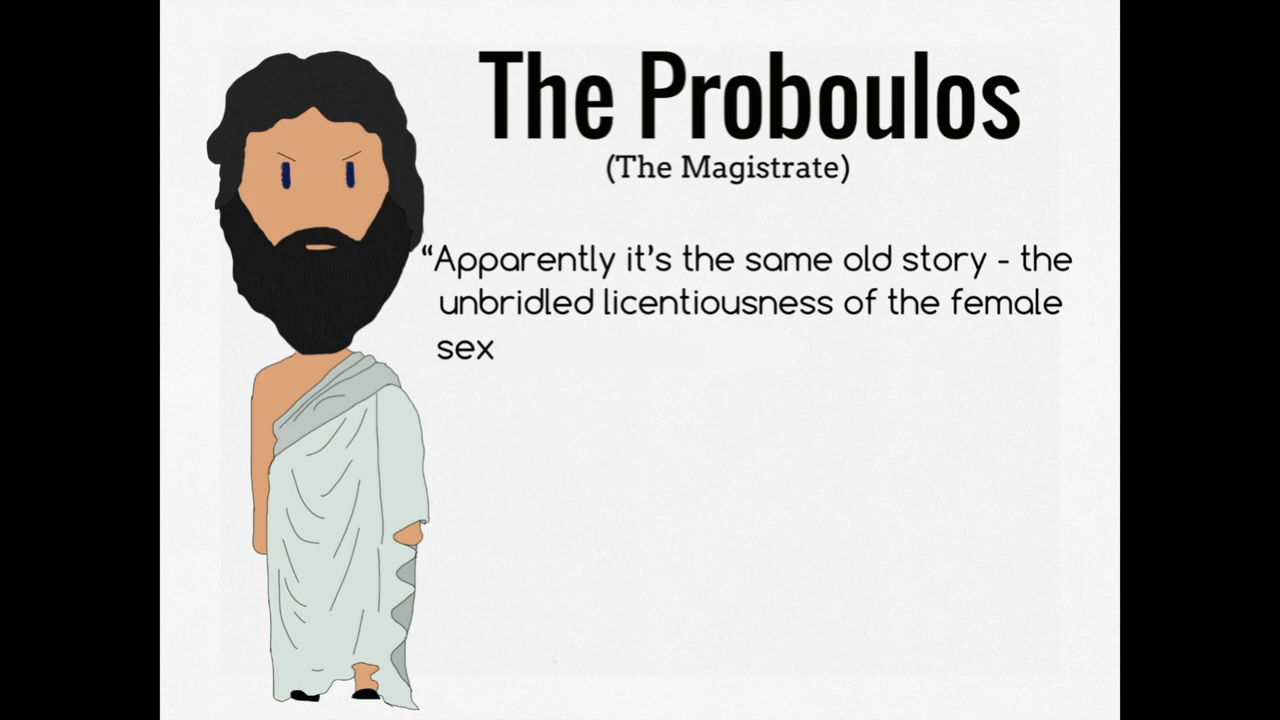 The Proboulos
(The Magistrate)
“Apparently it’s the same old story - the
unbridled licentiousness of the female
sex